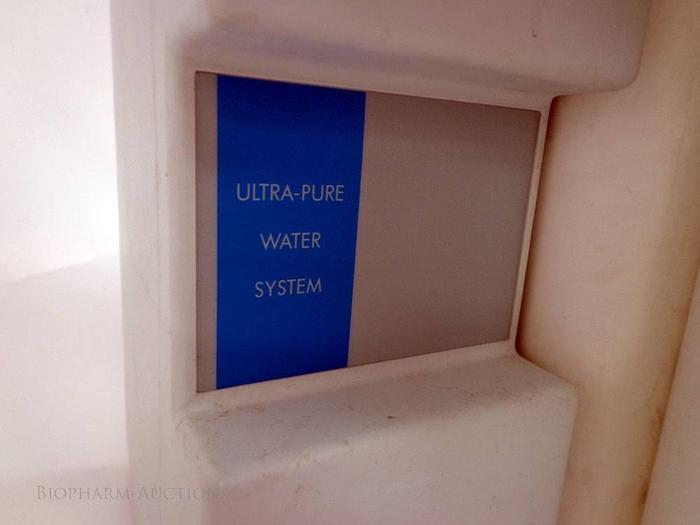 ULTRA-PURE
WATER
SYSTEM
BIOPHARM-AUCTION